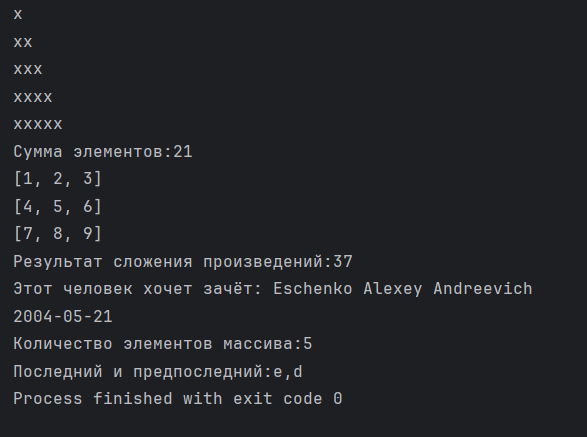 x
xx
xxx
xxxx
xxxxx
Сумма элементов:21
[1, 2, 3]
[4, 5, 6]
[7, 8, 9]
Результат сложения произведений:37
Этот человек хочет зачёт: Eschenko Alexey Andreevich
2004-05-21
Количество элементов массива:5
Последний и предпоследний:e,d
Process finished with exit code 0